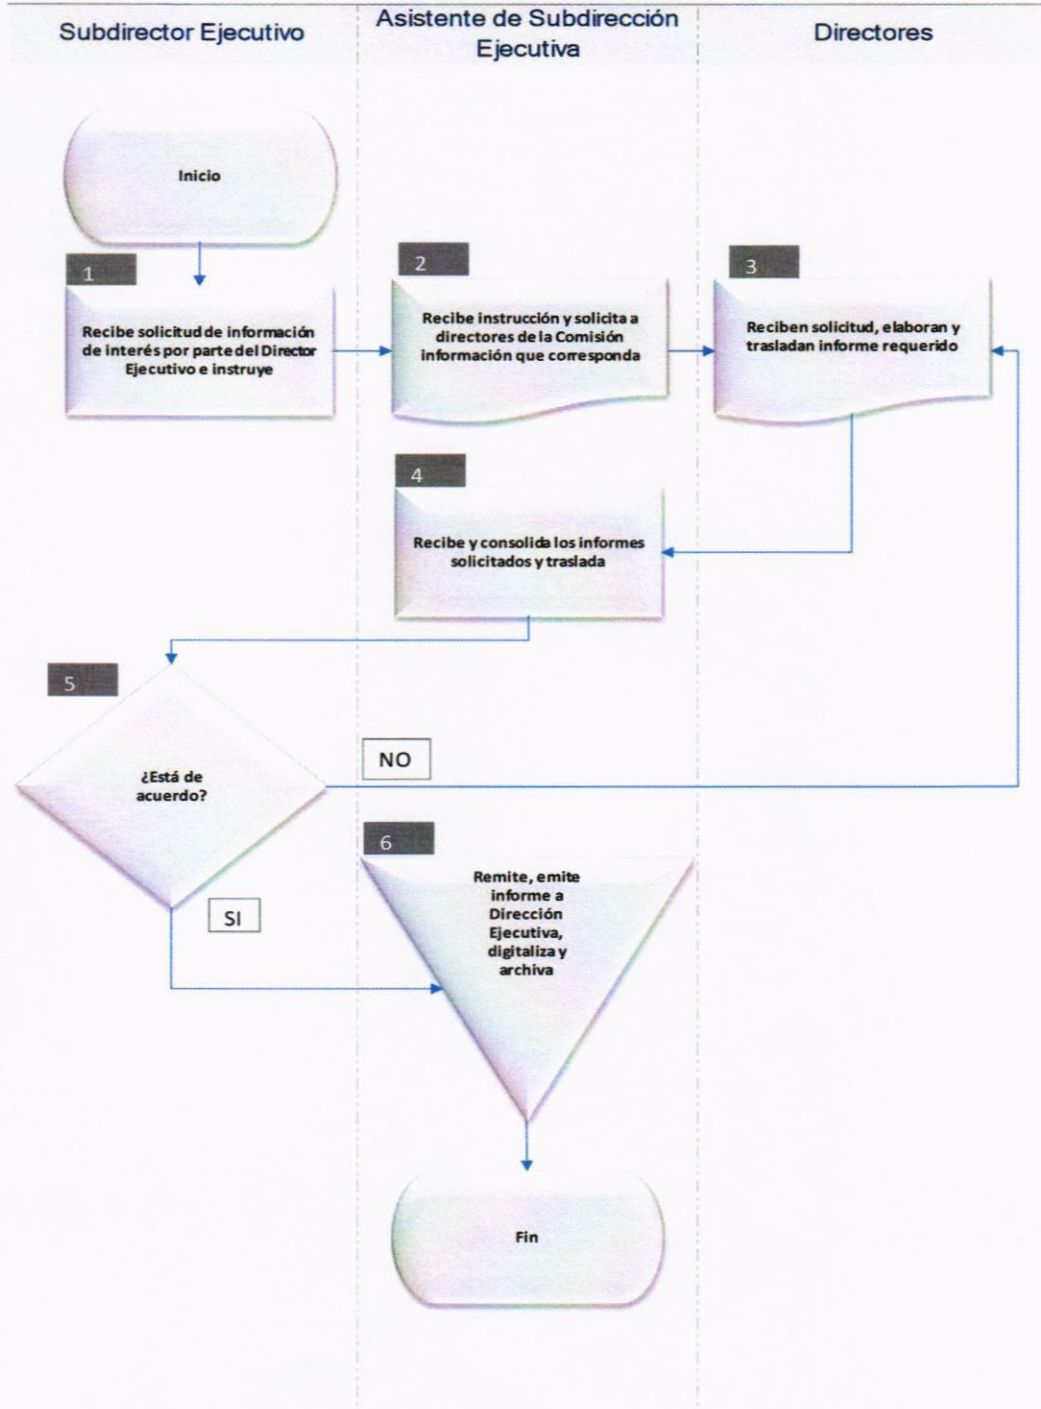 Subdirector Ejecutivo
Asistente de Subdirección
Ejecutiva
Directores
Inicio
1
Recibe solicitud de información
de interés por parte del Director
Ejecutivo e instruye
2
Recibe instrucción y solicita a
directores de la Comisión
información que corresponda
3
Reciben solicitud, elaboran y
trasladan informe requerido
4
Recibe y consolida los informes
solicitados y traslada
5
¿Está de
acuerdo?
NO
SI
6
Remite, emite
informe a
Dirección
Ejecutiva,
digitaliza y
archiva
Fin